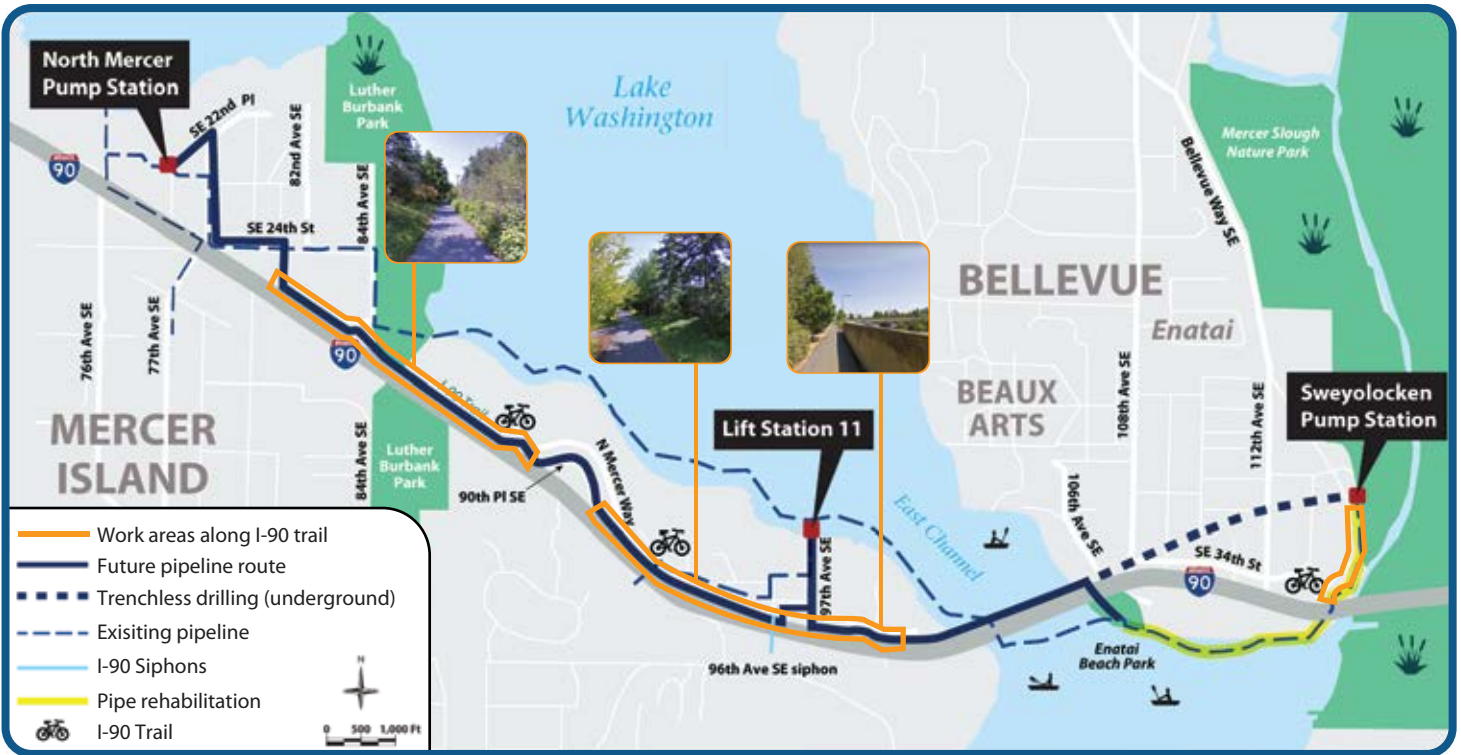 North Mercer
Pump Station
SE 22nd Pl
82nd Ave SE
Luther
Burbank
Park
84th Ave SE
Lake
Washington
Mercer Slough
Nature Park
Bellevue Way SE
90
SE 24th St
76th Ave SE
77th Ave SE
90
MERCER
ISLAND
84th Ave SE
Luther
Burbank
Park
I-90 Trail
90th Pl SE
N Mercer Way
Lift Station 11
97th Ave SE
96th Ave SE siphon
East Channel
BELLEVUE
Enatai
BEAUX
ARTS
108th Ave SE
112th Ave SE
106th Ave SE
Sweyolocken
Pump Station
SE 34th St
90
Enatai
Beach Park
Work areas along I-90 trail
Future pipeline route
Trenchless drilling (underground)
Exisiting pipeline
I-90 Siphons
Pipe rehabilitation
I-90 Trail
N
0 500 1,000 Ft